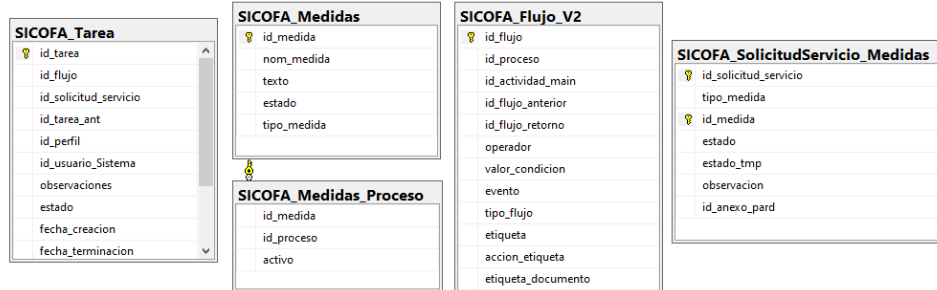 SICOFA_Tarea
id_tarea
id_flujo
id_solicitud_servicio
id_tarea_ant
id_perfil
id_usuario_Sistema
observaciones
estado
fecha_creacion
fecha_terminacion
SICOFA_Medidas
id_medida
nom_medida
texto
estado
tipo_medida
SICOFA_Medidas_Proceso
id_medida
id_proceso
activo
SICOFA_Flujo_V2
id_flujo
id_proceso
id_actividad_main
id_flujo_anterior
id_flujo_retorno
operador
valor_condicion
evento
tipo_flujo
etiqueta
accion_etiqueta
etiqueta_documento
SICOFA_SolicitudServicio_Medidas
id_solicitud_servicio
tipo_medida
id_medida
estado
estado_tmp
observacion
id_anexo_pard